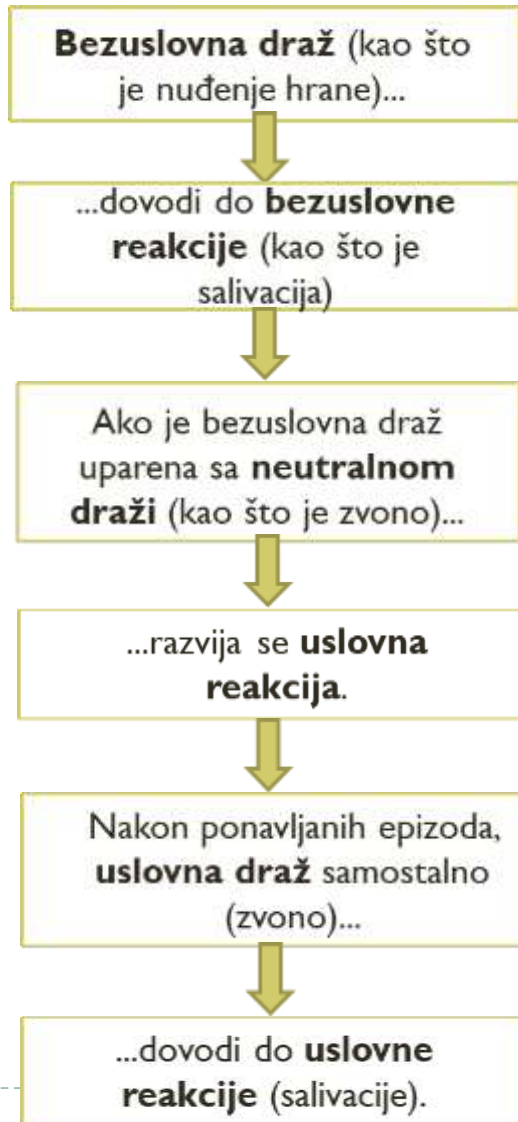 Bezuslovna draž (kao što
je nuđenje hrane)...
...dovodi do bezuslovne
reakcije (kao što je
salivacija)
Ako je bezuslovna draž
uparena sa neutralnom
draži (kao što je zvono)...
...razvija se uslovna
reakcija.
Nakon ponavljanih epizoda,
uslovna draž samostalno
(zvono)...
...dovodi do uslovne
reakcije (salivacije).